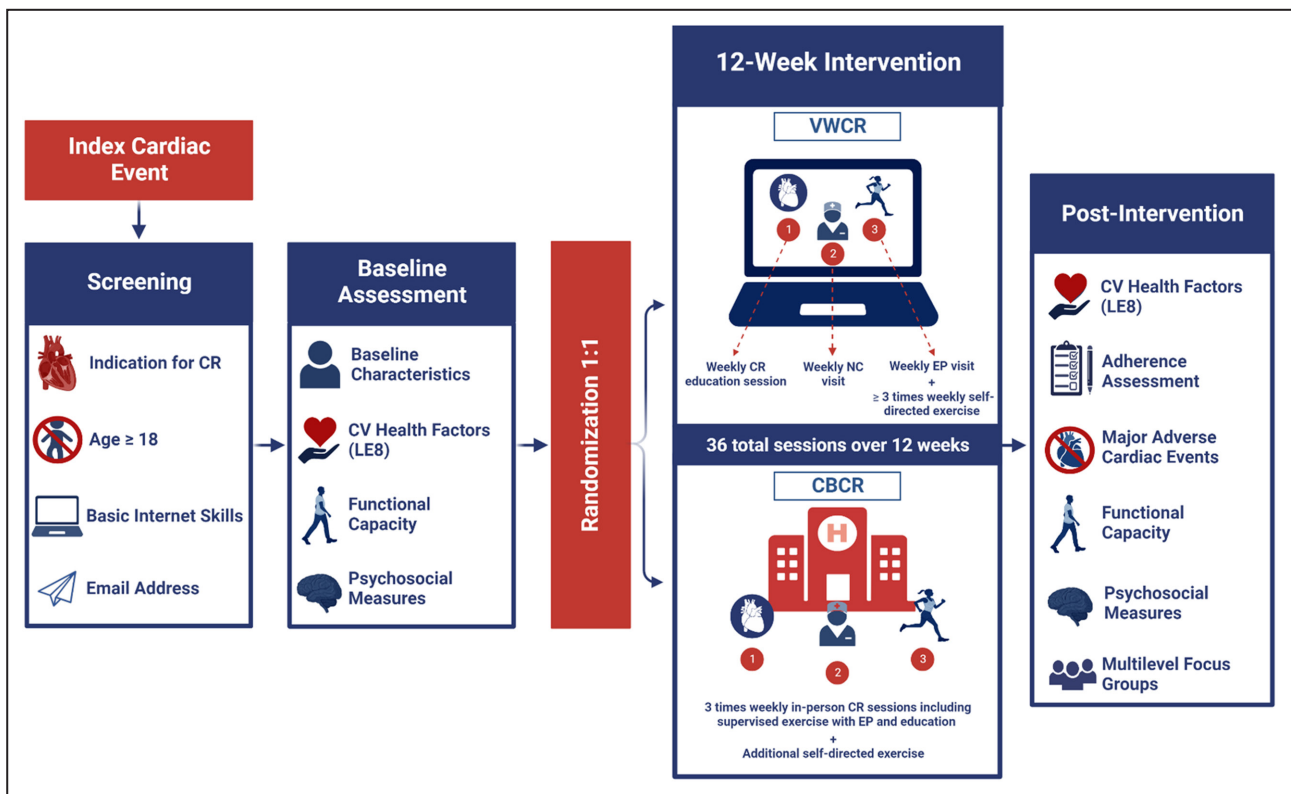 Index Cardiac
Event
Screening
Indication for CR
Age ≥ 18
Basic Internet Skills
Email Address
Baseline
Assessment
Baseline
Characteristics
CV Health Factors
(LE8)
Functional
Capacity
Psychosocial
Measures
Randomization 1:1
12-Week Intervention
VWCR
1
2
3
Weekly CR
education session
Weekly NC
visit
Weekly EP visit
+
≥ 3 times weekly self-
directed exercise
36 total sessions over 12 weeks
CBCR
H
1
2
3
3 times weekly in-person CR sessions including
supervised exercise with EP and education
+
Additional self-directed exercise
Post-Intervention
CV Health Factors
(LE8)
Adherence
Assessment
Major Adverse
Cardiac Events
Functional
Capacity
Psychosocial
Measures
Multilevel Focus
Groups